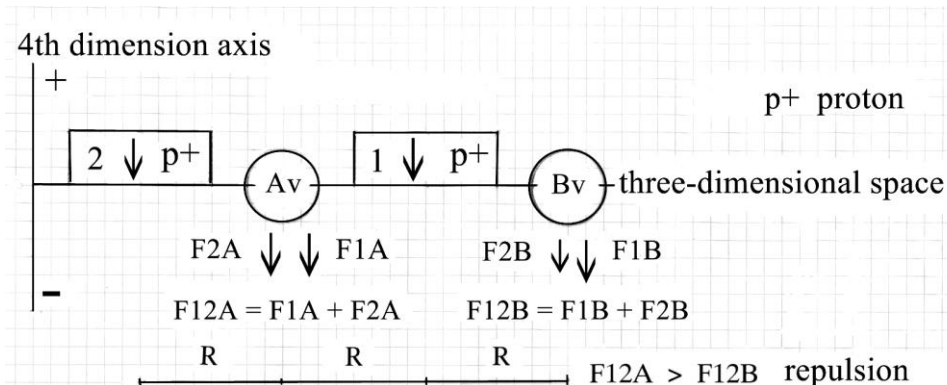 4th dimension axis
+
p+ proton
2 ↓ p+ Av 1 ↓ p+ Bv three-dimensional space
F2A ↓ ↓ F1A F2B ↓ ↓ F1B
-
F12A = F1A + F2A F12B = F1B + F2B
R R R
F12A > F12B repulsion